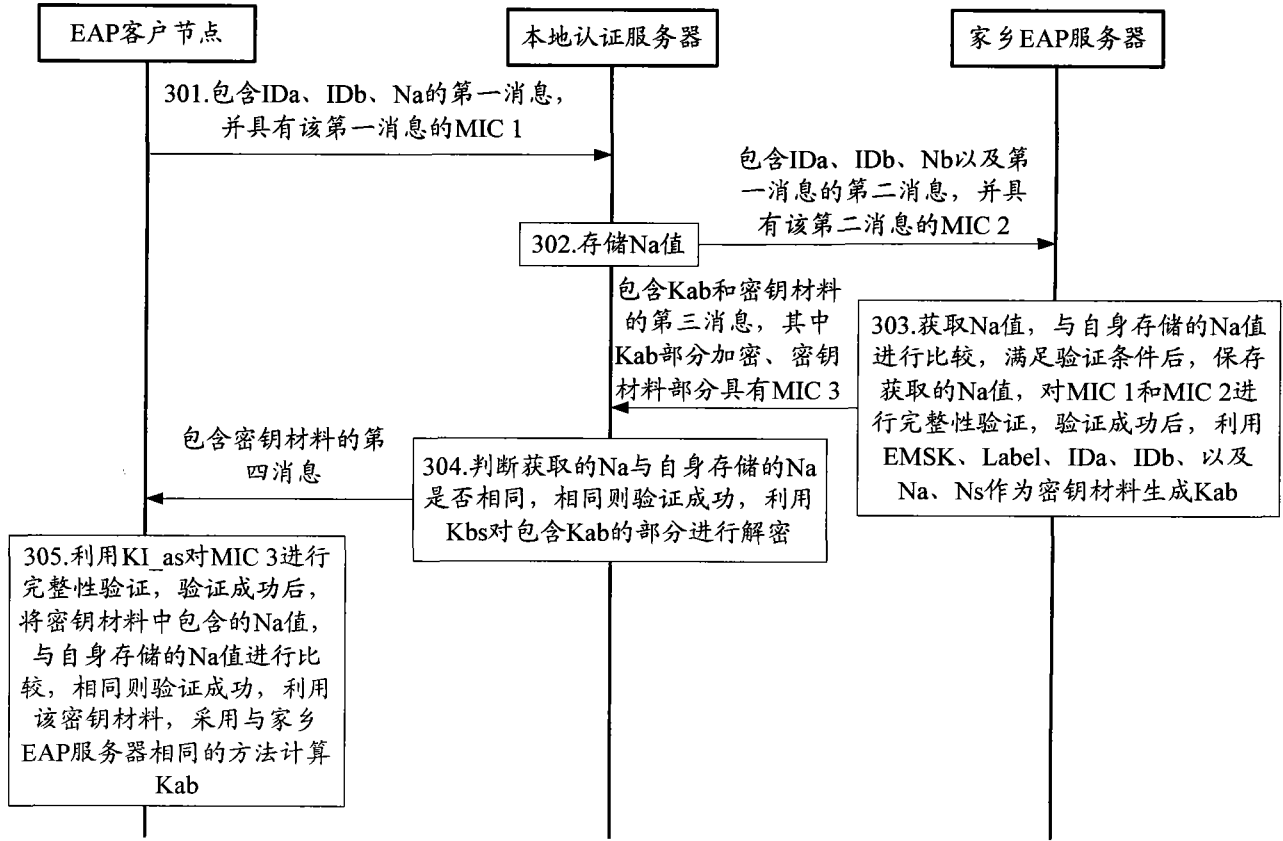 EAP客户节点
本地认证服务器
家乡EAP服务器
301.包含IDa、IDb、Na的第一消息，
并具有该第一消息的MIC 1
包含IDa、IDb、Nb以及第
一消息的第二消息，并具
有该第二消息的MIC 2
302.存储Na值
包含Kab和密钥材料
的第三消息，其中
Kab部分加密、密钥
材料部分具有MIC 3
303.获取Na值，与自身存储的Na值
进行比较，满足验证条件后，保存
获取的Na值，对MIC 1和MIC 2进
行完整性验证，验证成功后，利用
EMSK、Label、IDa、IDb、以及
Na、Ns作为密钥材料生成Kab
包含密钥材料的第
四消息
304.判断获取的Na与自身存储的Na
是否相同，相同则验证成功，利用
Kbs对包含Kab的部分进行解密
305.利用KI_as对MIC 3进行
完整性验证，验证成功后，
将密钥材料中包含的Na值，
与自身存储的Na值进行比
较，相同则验证成功，利用
该密钥材料，采用与家乡
EAP服务器相同的方法计算
Kab